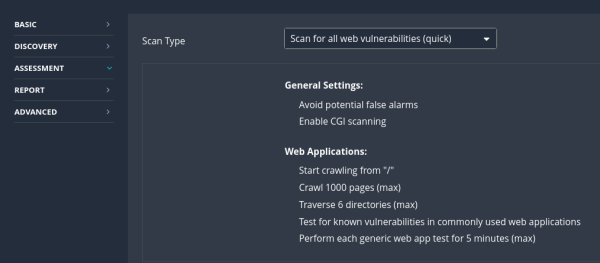 BASIC
DISCOVERY
ASSESSMENT
REPORT
ADVANCED
Scan Type
Scan for all web vulnerabilities (quick)
General Settings:
Avoid potential false alarms
Enable CGI scanning
Web Applications:
Start crawling from "/"
Crawl 1000 pages (max)
Traverse 6 directories (max)
Test for known vulnerabilities in commonly used web applications
Perform each generic web app test for 5 minutes (max)